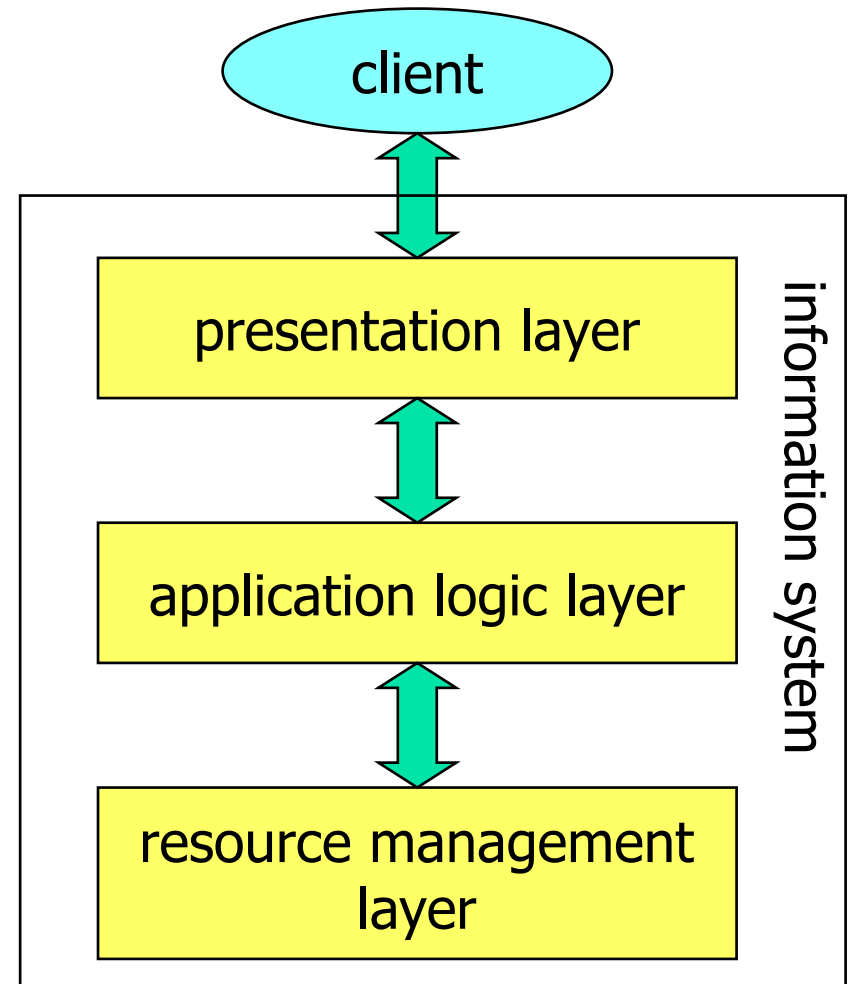 client
presentation layer
information system
application logic layer
resource management
layer